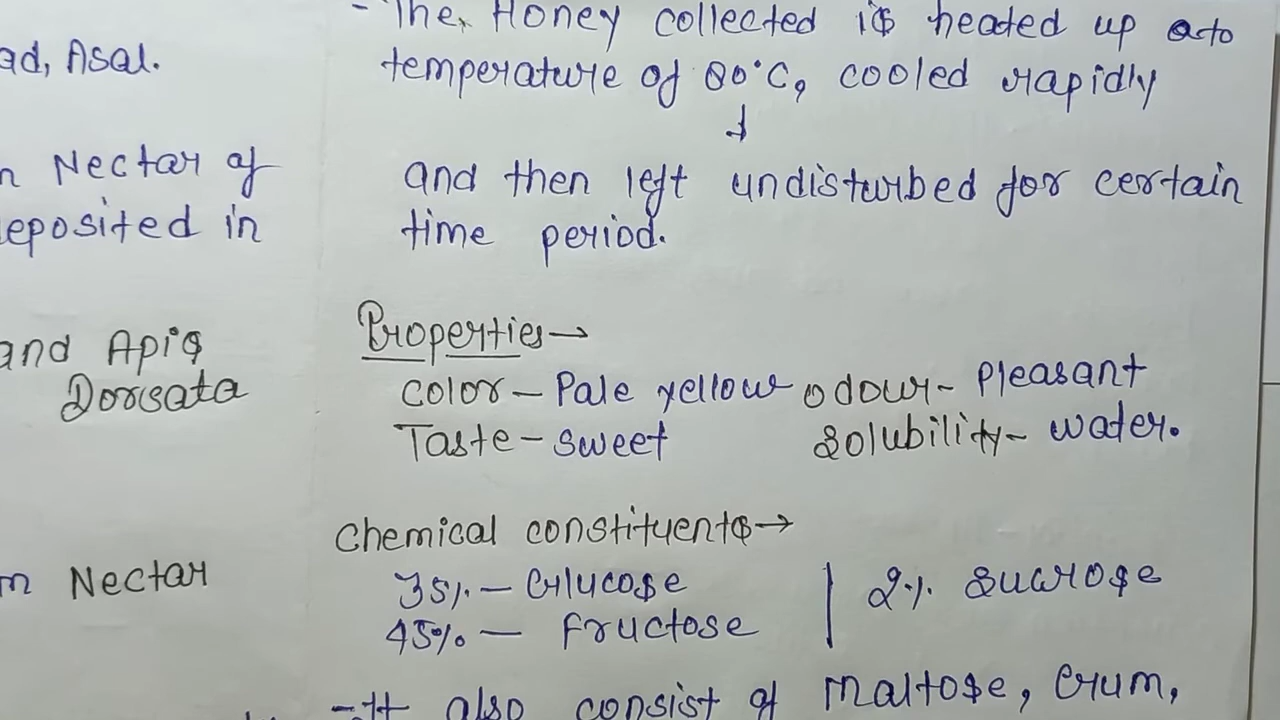 ad, Asal.
n Nectar of
eposited in
and Apis
Dorsata
m Nectar
- The Honey collected is heated up to
temperature of 80°C, cooled rapidly
↓
and then left undisturbed for certain
time period.
Properties→
Color - Pale yellow odour - Pleasant
Taste - Sweet Solubility - water.
Chemical constituents→
35% - Glucose | 2% Sucrose
45% - Fructose
- It also consist of Maltose, Gum,